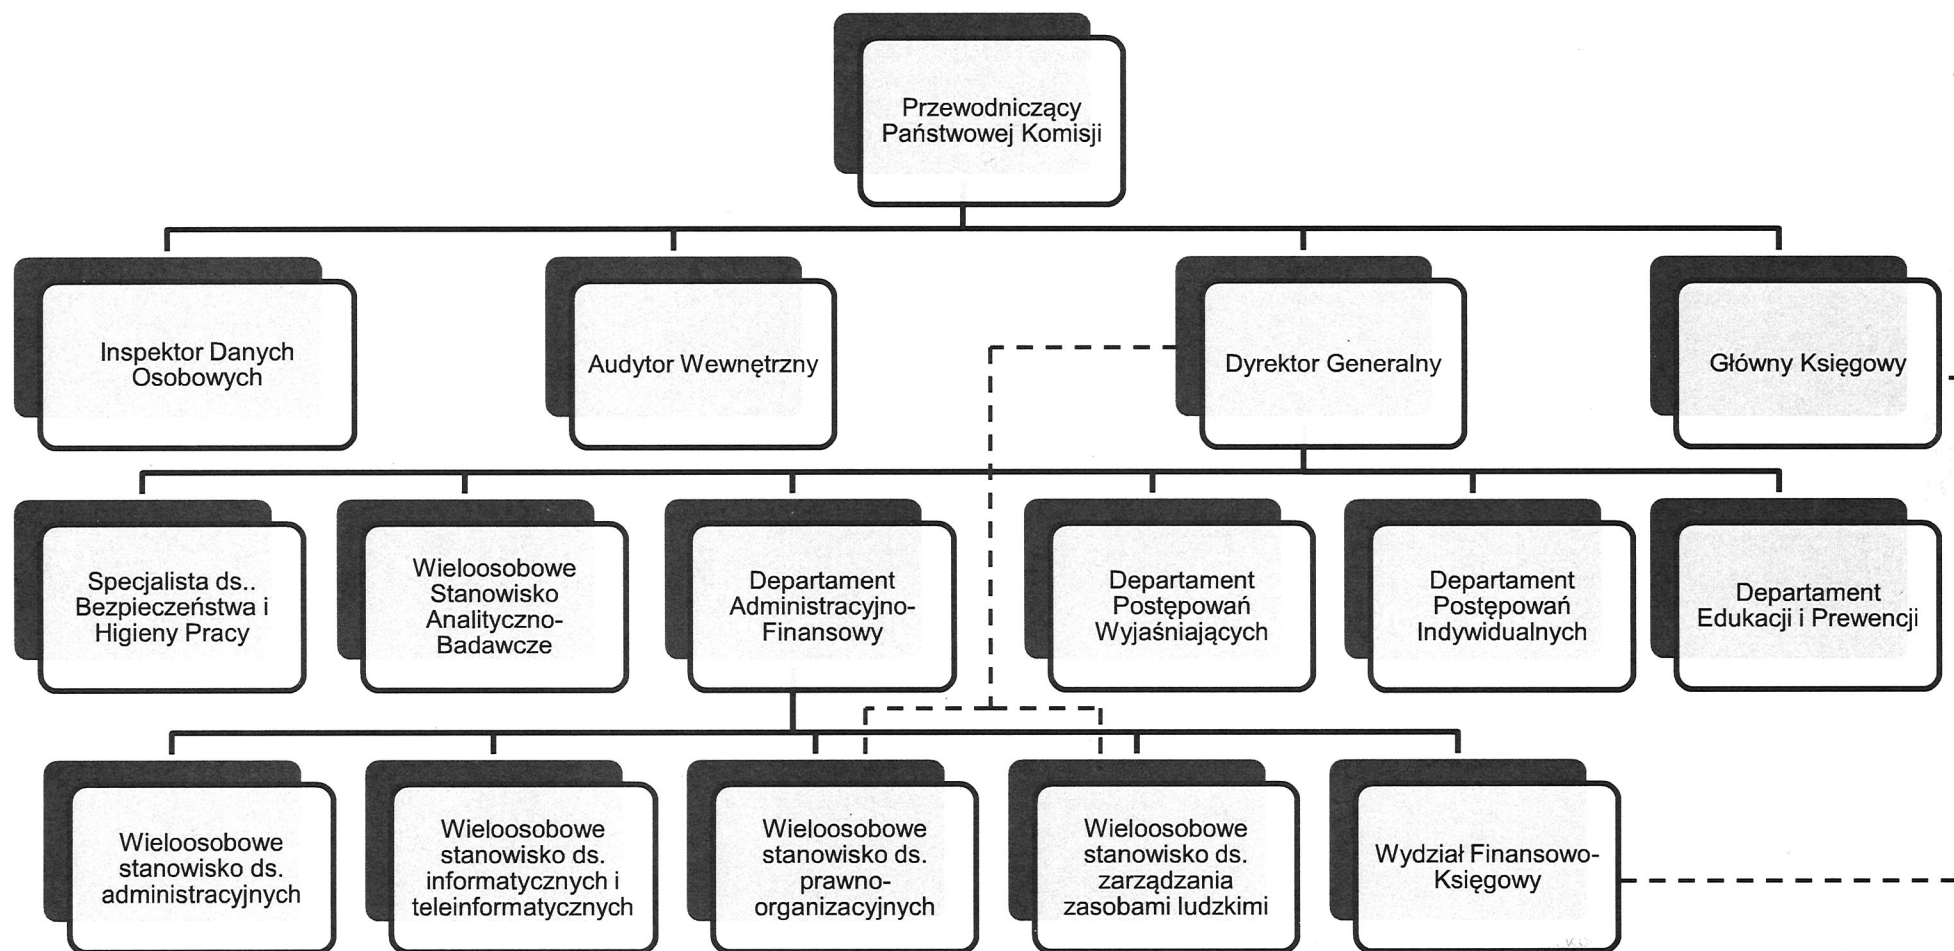 Przewodniczący
Państwowej Komisji
Inspektor Danych
Osobowych
Audytor Wewnętrzny
Dyrektor Generalny
Główny Księgowy
Specjalista ds..
Bezpieczeństwa i
Higieny Pracy
Wieloosobowe
Stanowisko
Analityczno-
Badawcze
Departament
Administracyjno-
Finansowy
Departament
Postępowań
Wyjaśniających
Departament
Postępowań
Indywidualnych
Departament
Edukacji i Prewencji
Wieloosobowe
stanowisko ds.
administracyjnych
Wieloosobowe
stanowisko ds.
informatycznych i
teleinformatycznych
Wieloosobowe
stanowisko ds.
prawno-
organizacyjnych
Wieloosobowe
stanowisko ds.
zarządzania
zasobami ludzkimi
Wydział Finansowo-
Księgowy